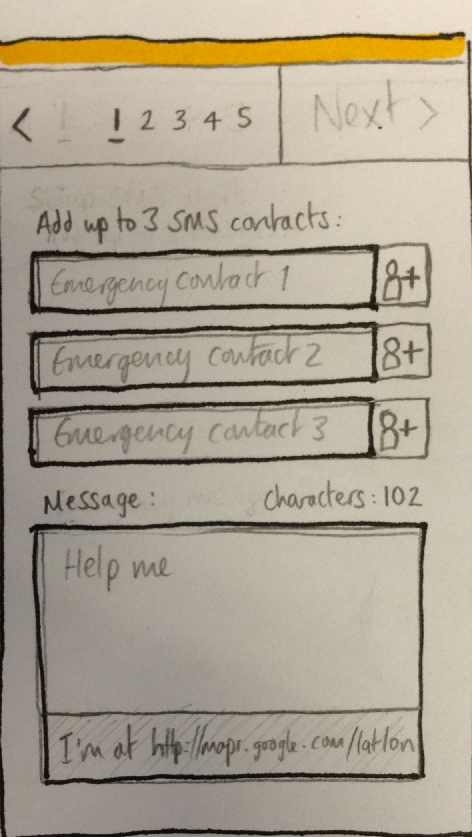 < 1 2 3 4 5 Next >
Add up to 3 SMS contacts:
Emergency contact 1 8+
Emergency contact 2 8+
Emergency contact 3 8+
Message: Characters: 102
Help me
I'm at http://mapr.google.com/latlon